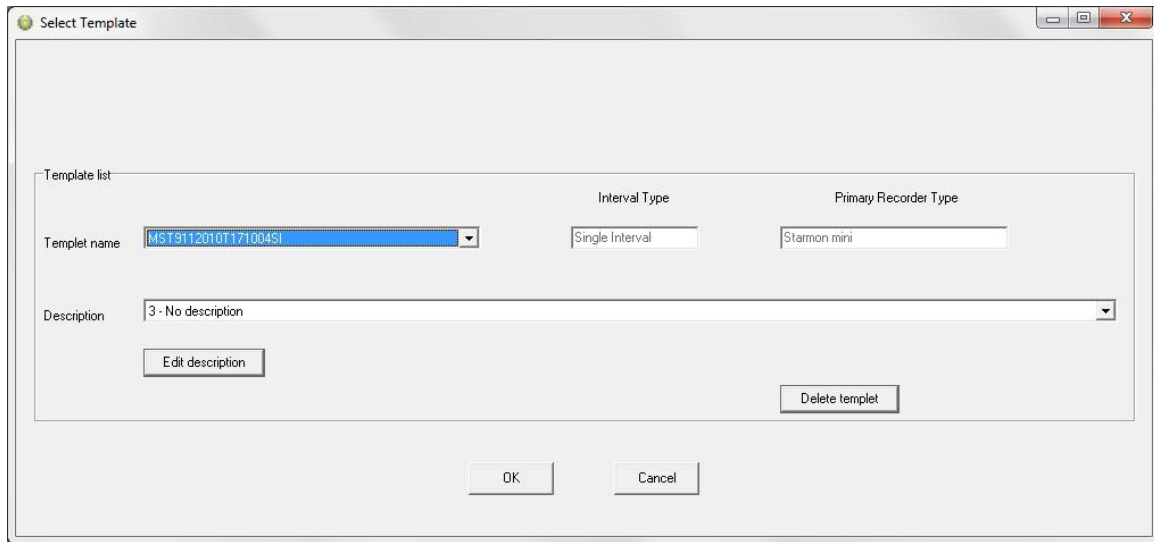 Select Template
Template list
Interval Type Primary Recorder Type
Templet name MST9112010T171004SI Single Interval Starmon mini
Description 3 - No description
Edit description
Delete templet
OK Cancel